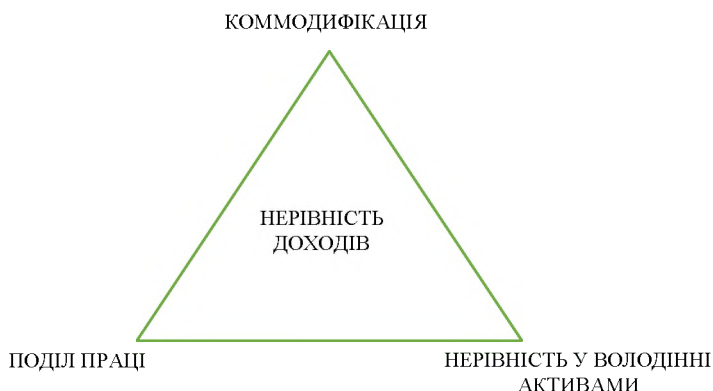 КОММОДИФІКАЦІЯ
НЕРІВНІСТЬ
ДОХОДІВ
ПОДІЛ ПРАЦІ
НЕРІВНІСТЬ У ВОЛОДІННІ
АКТИВАМИ